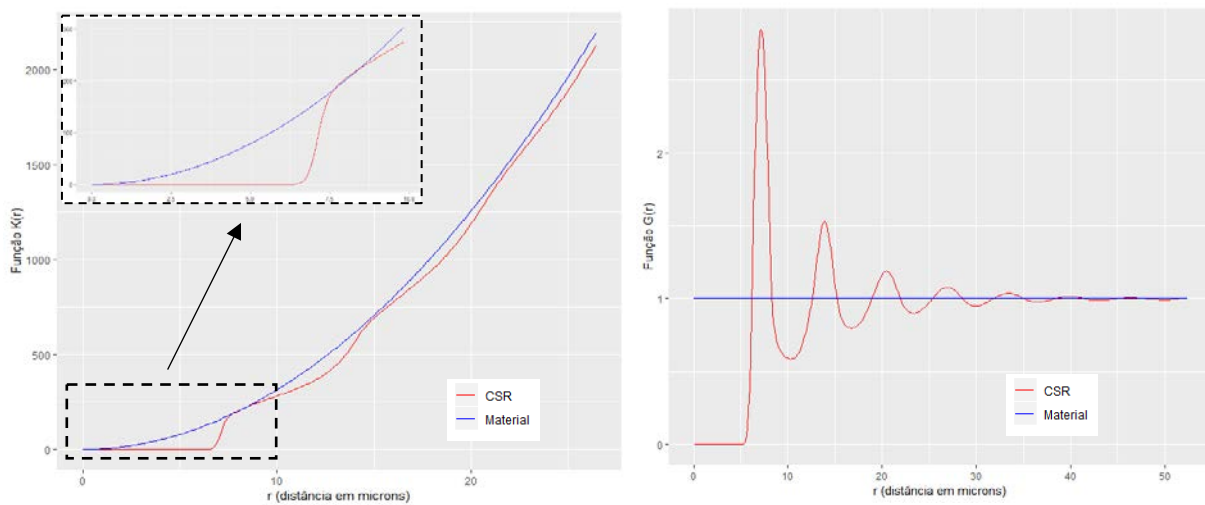 2000
1500
1000
500
0
Função K(r)
0
10
20
r (distância em microns)
CSR
Material
2
1
0
Função G(r)
0
10
20
30
40
50
r (distância em microns)
CSR
Material